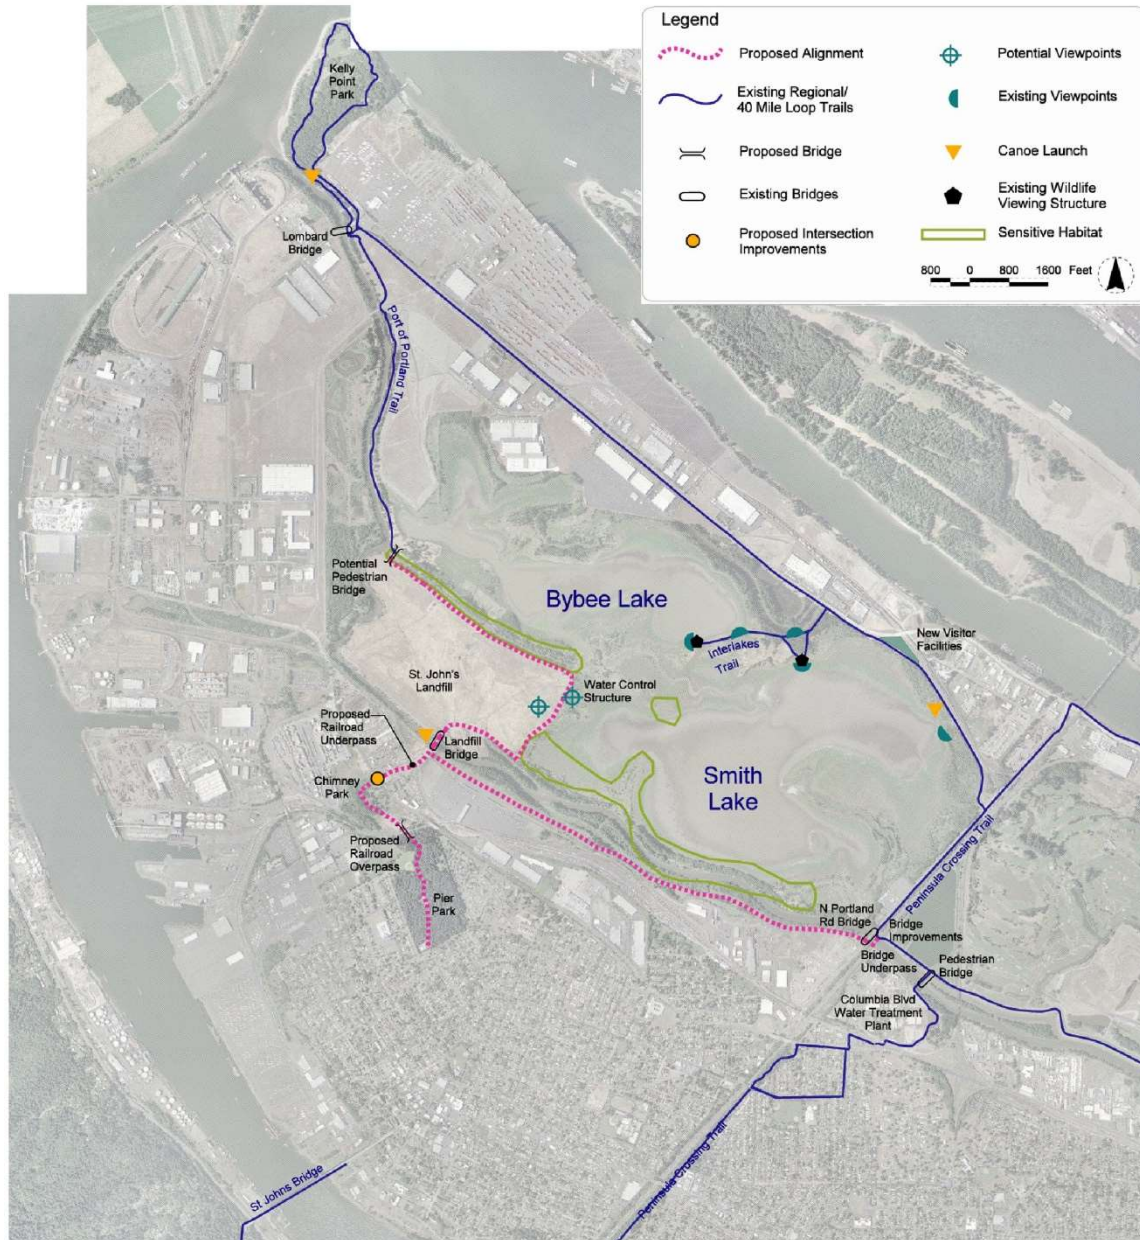 Legend
Proposed Alignment
Existing Regional/
40 Mile Loop Trails
Proposed Bridge
Existing Bridges
Proposed Intersection
Improvements
Potential Viewpoints
Existing Viewpoints
Canoe Launch
Existing Wildlife
Viewing Structure
Sensitive Habitat
800 0 800 1600 Feet
Kelly
Point
Park
Lombard
Bridge
Port of Portland Trail
Potential
Pedestrian
Bridge
Bybee Lake
Interlakes
Trail
New Visitor
Facilities
St. John's
Landfill
Water Control
Structure
Proposed
Railroad
Underpass
Landfill
Bridge
Chimney
Park
Smith
Lake
Proposed
Railroad
Overpass
Pier
Park
Peninsula Crossing Trail
N Portland
Rd Bridge
Bridge
Improvements
Bridge
Underpass
Pedestrian
Bridge
Columbia Blvd
Water Treatment
Plant
Peninsula Crossing Trail
St Johns Bridge